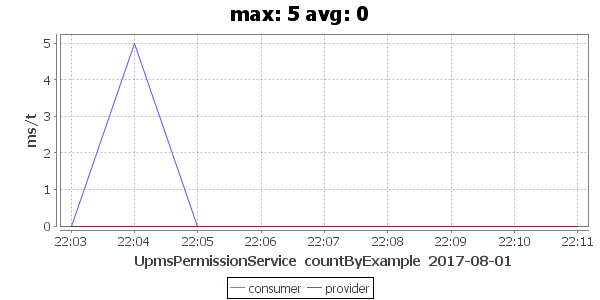 max: 5 avg: 0
ms/t
5
4
3
2
1
0
22:03 22:04 22:05 22:06 22:07 22:08 22:09 22:10 22:11
UpmsPermissionService countByExample 2017-08-01
consumer provider